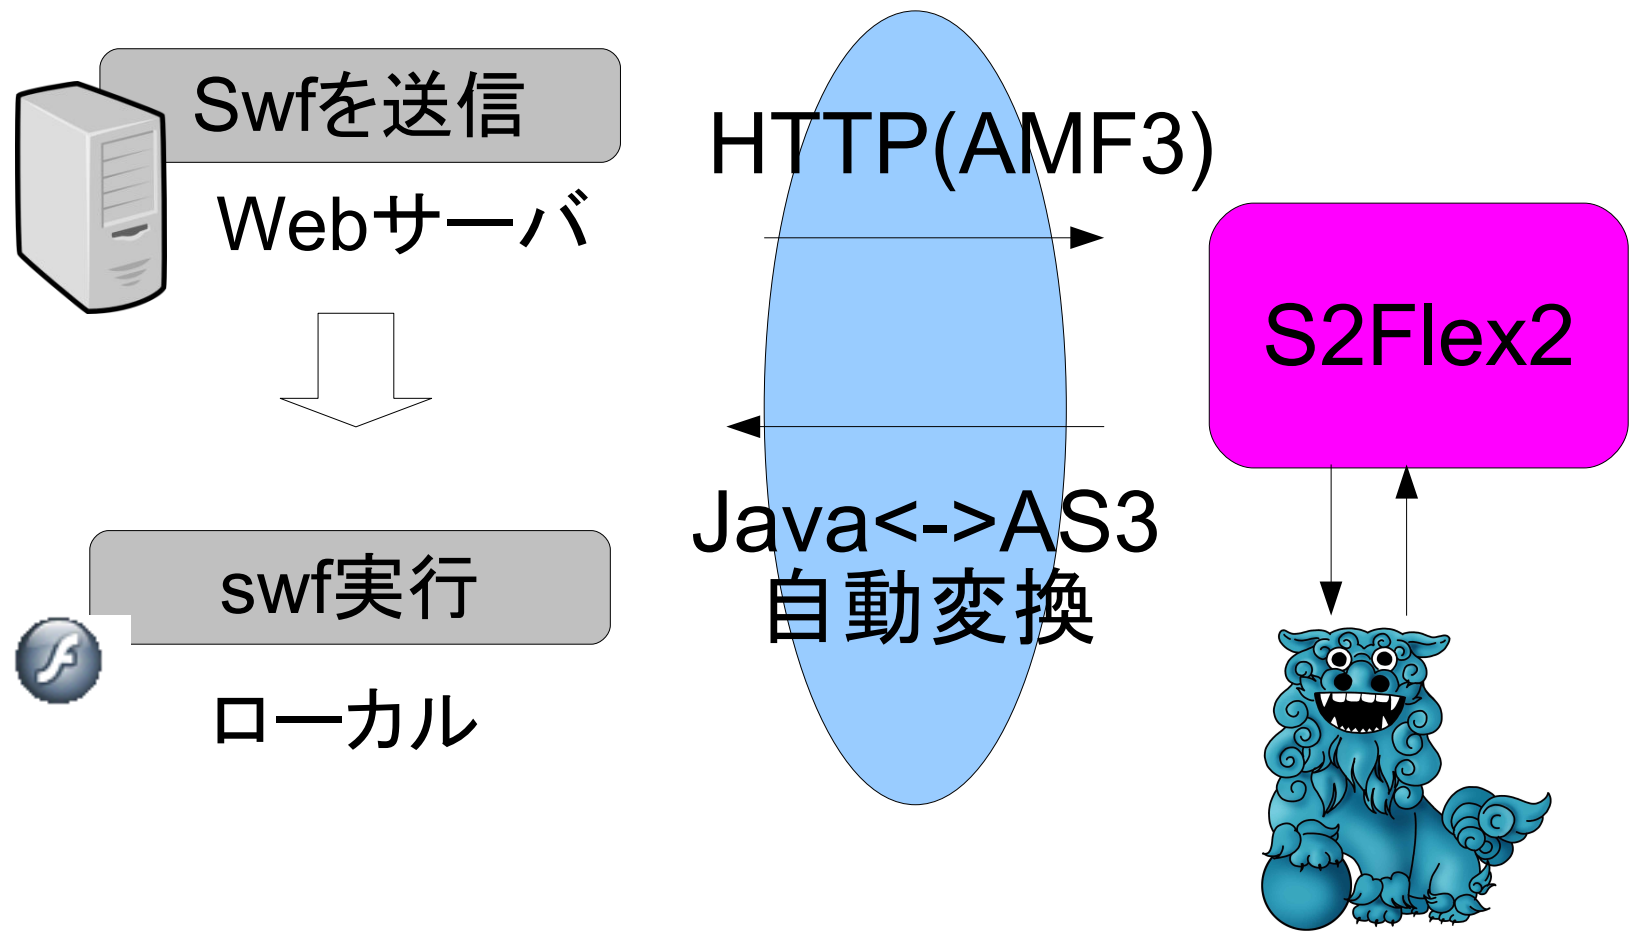 Swfを送信
Webサーバ
swf実行
ローカル
HTTP(AMF3)
Java<->AS3
自動変換
S2Flex2